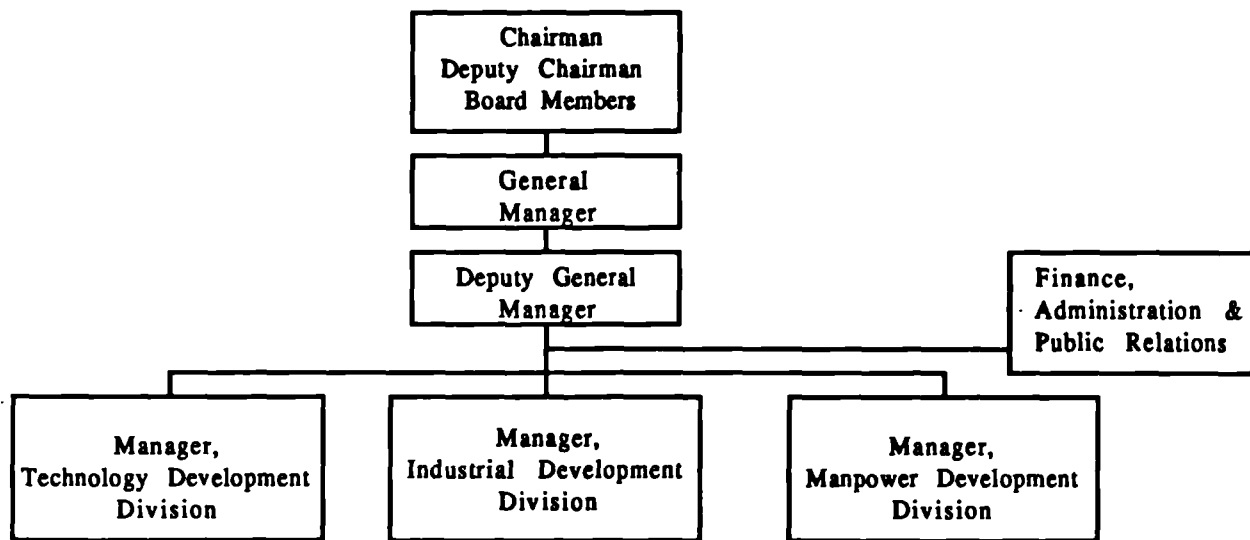 Chairman
Deputy Chairman
Board Members
General
Manager
Deputy General
Manager
Finance,
Administration &
Public Relations
Manager,
Technology Development
Division
Manager,
Industrial Development
Division
Manager,
Manpower Development
Division